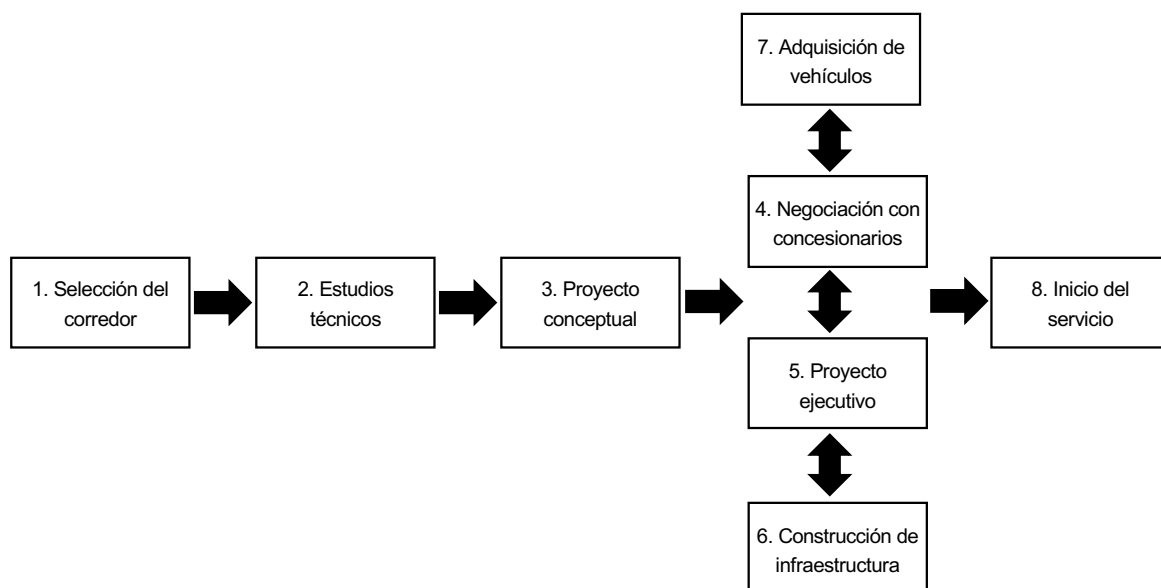 7. Adquisición de
vehículos
4. Negociación con
concesionarios
1. Selección del
corredor
2. Estudios
técnicos
3. Proyecto
conceptual
8. Inicio del
servicio
5. Proyecto
ejecutivo
6. Construcción de
infraestructura